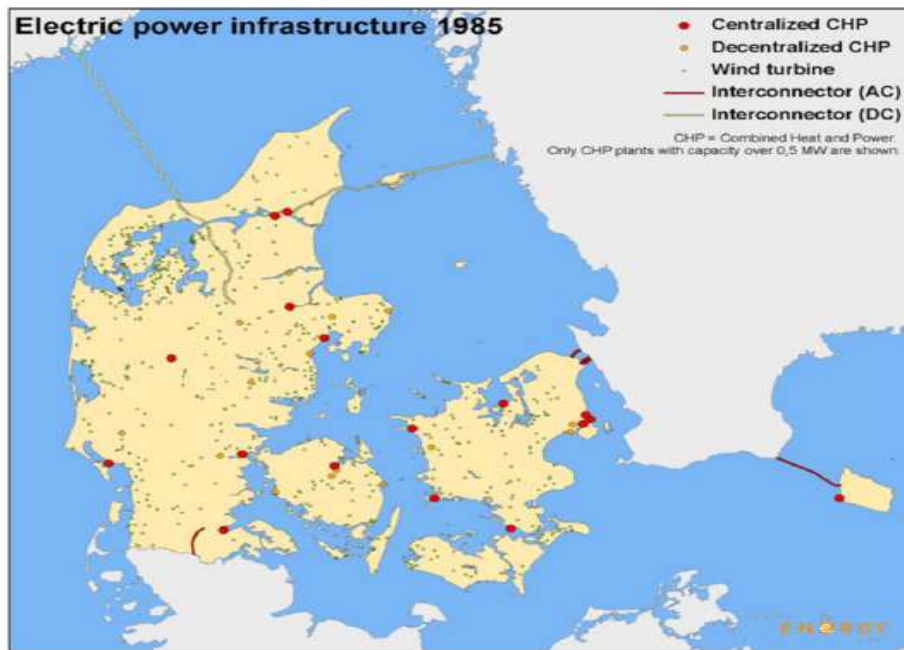 Electric power infrastructure 1985
Centralized CHP
Decentralized CHP
Wind turbine
Interconnector (AC)
Interconnector (DC)
CHP = Combined Heat and Power.
Only CHP plants with capacity over 0,5 MW are shown.